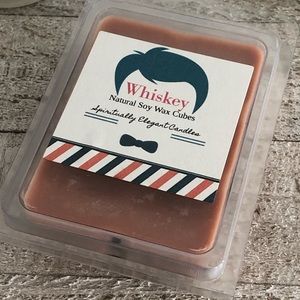 Whiskey
Natural Soy Wax Cubes
Spiritually Elegant Candles